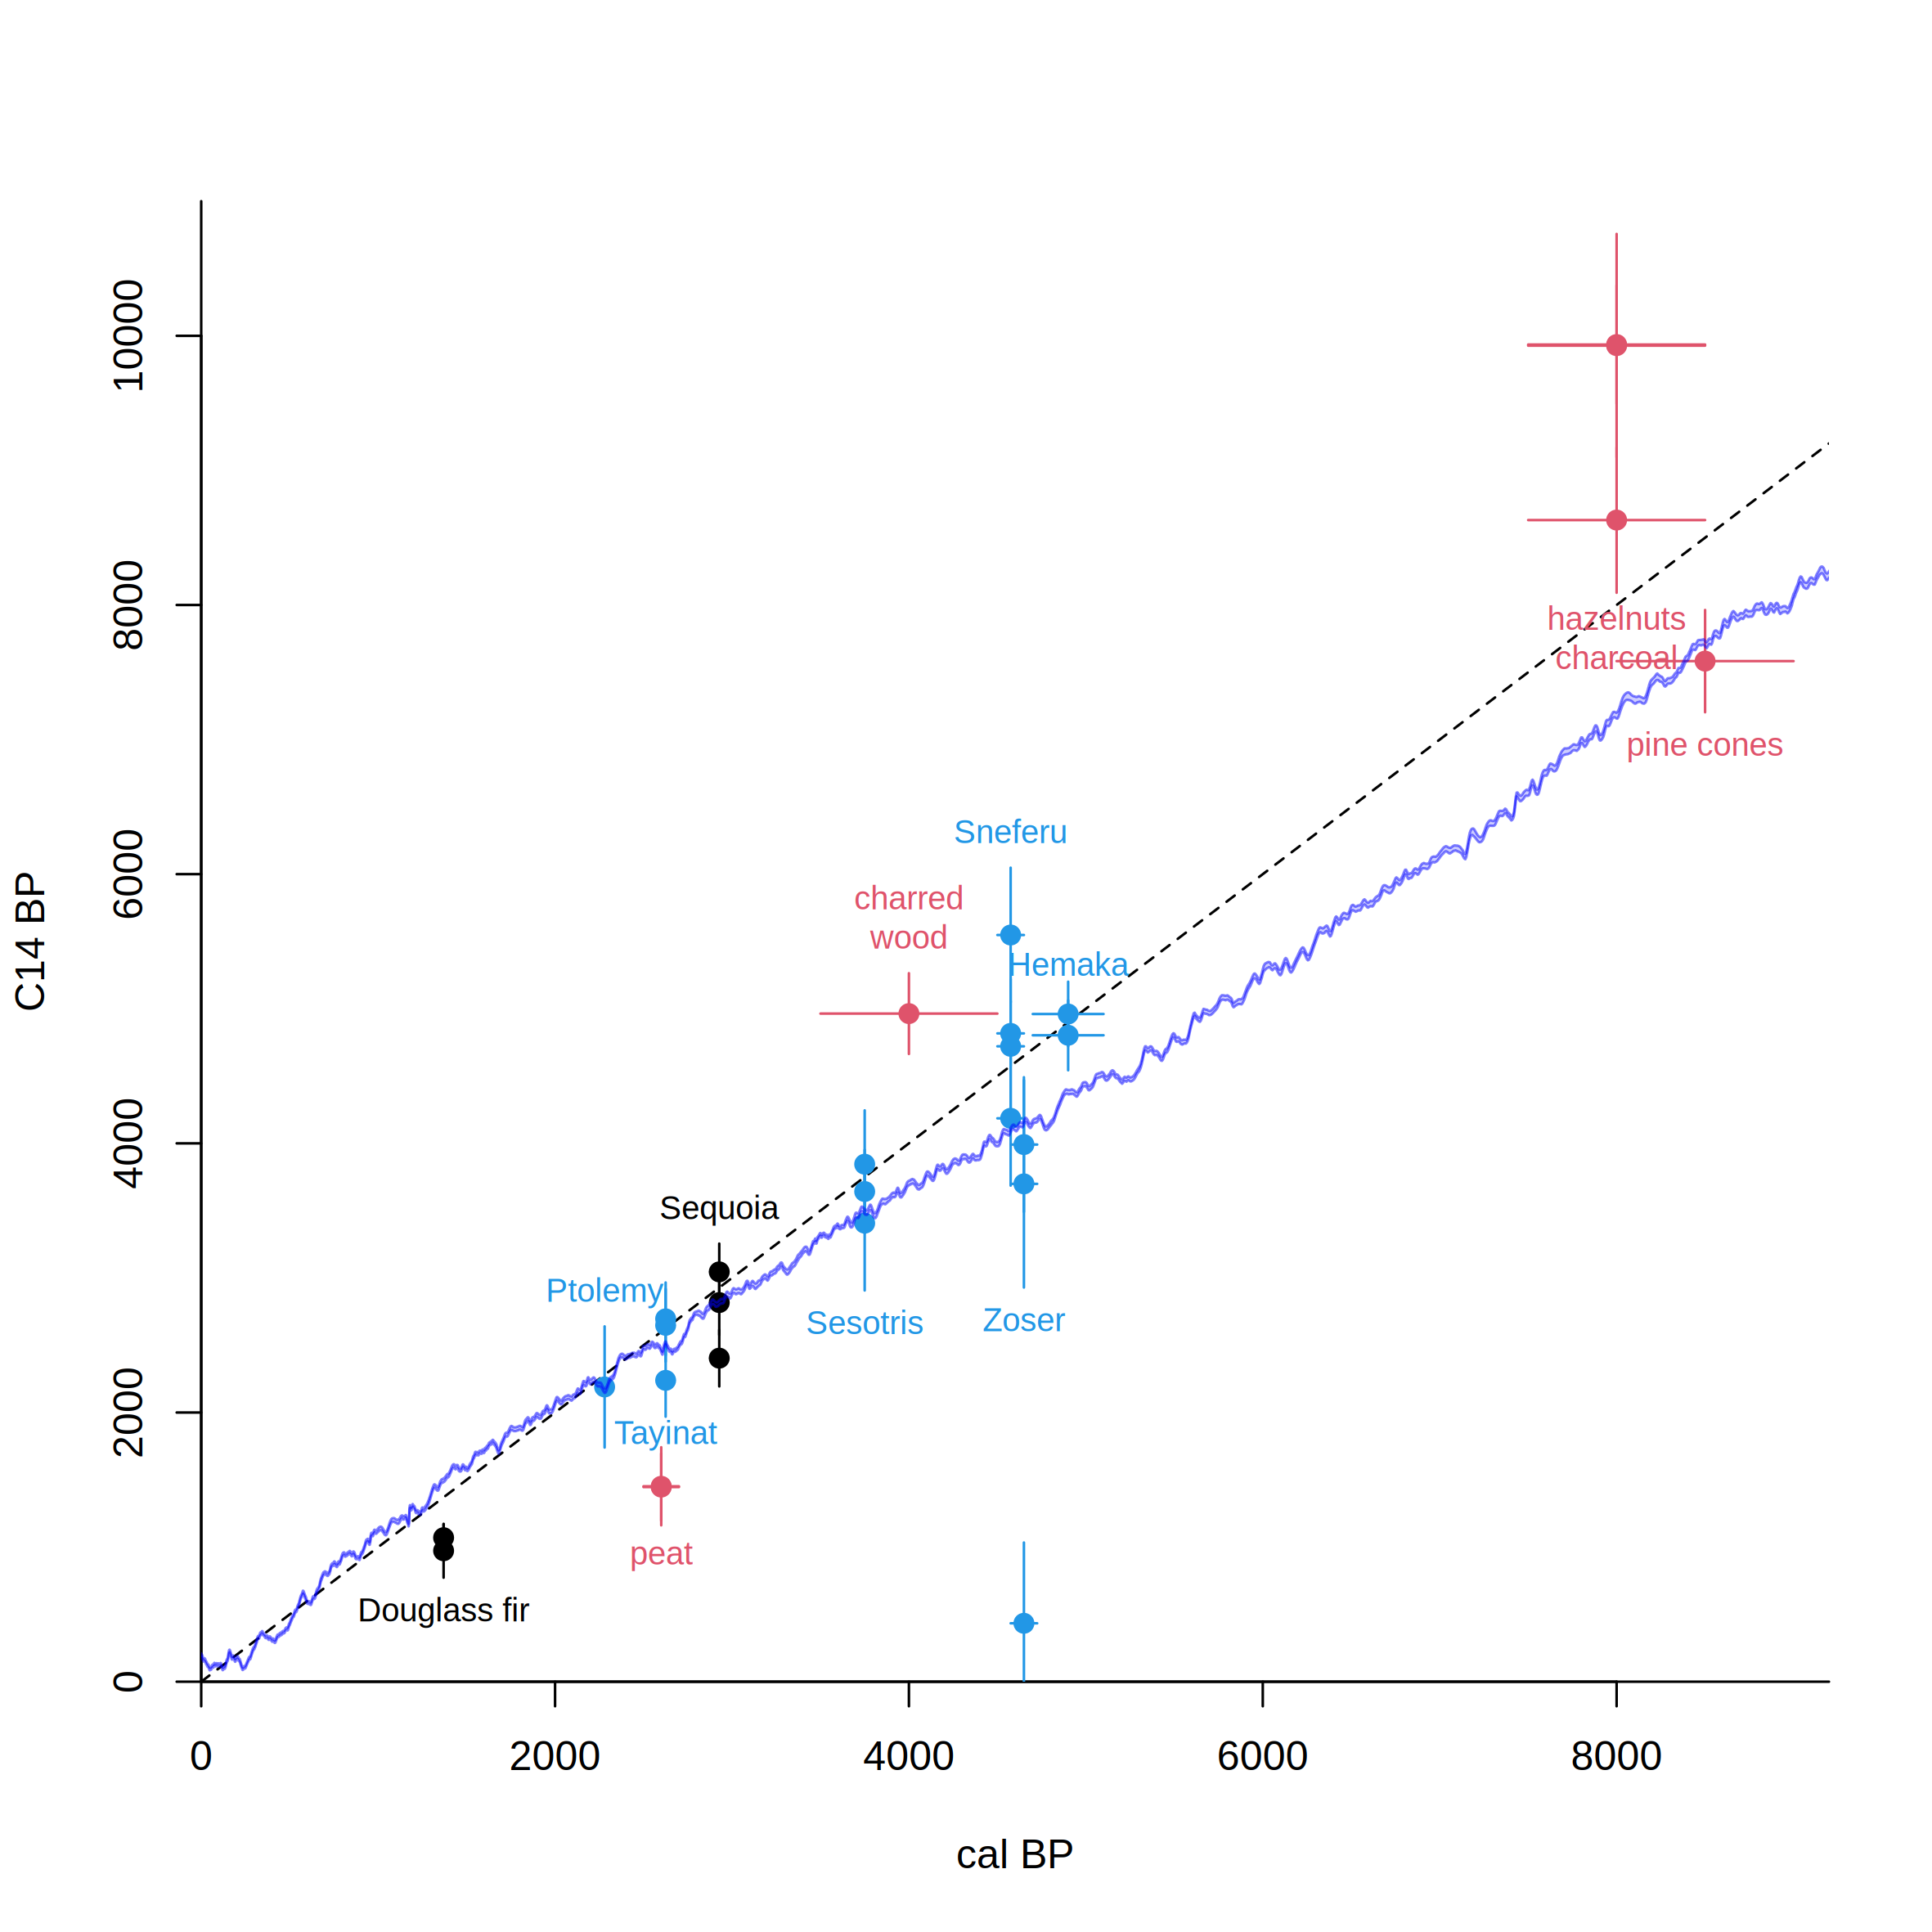 10000
8000
6000
4000
2000
0
C14 BP
hazelnuts
charcoal
pine cones
Sneferu
charred
wood
Hemaka
Sequoia
Ptolemy
Sesotris
Zoser
Tayinat
peat
Douglass fir
0
2000
4000
6000
8000
cal BP